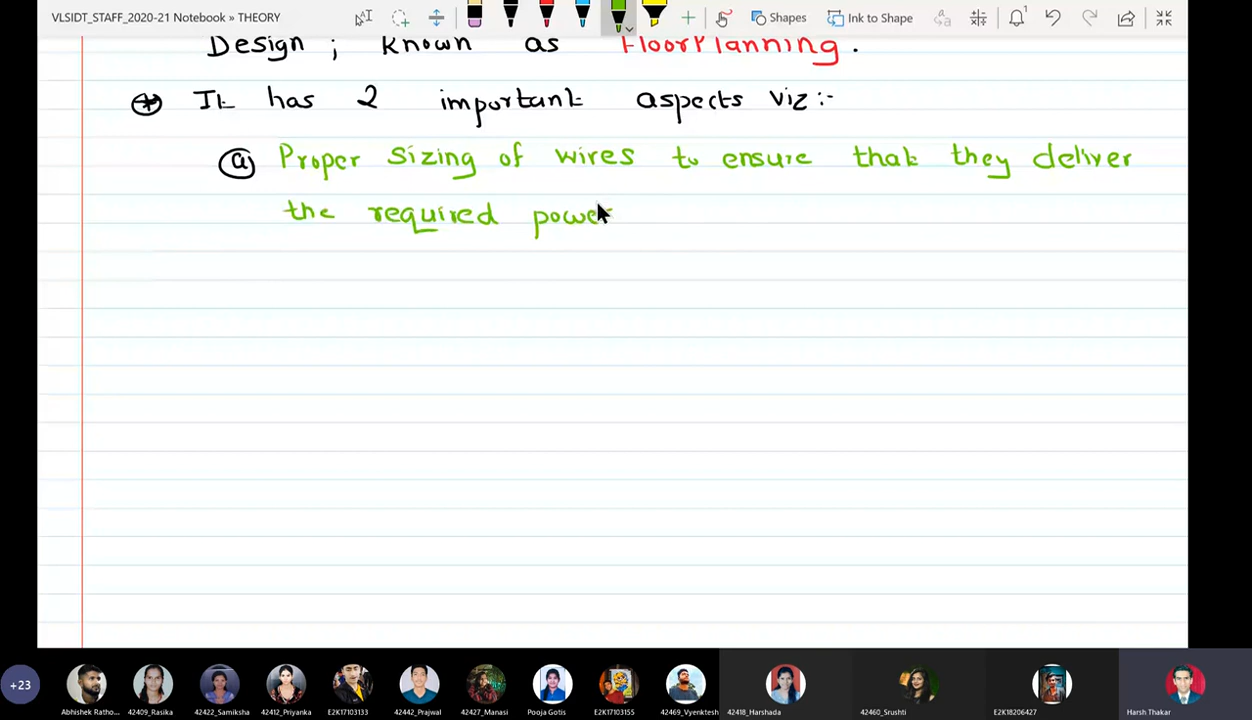 VLSIDT_STAFF_2020-21 Notebook » THEORY
Shapes
Ink to Shape
Design ; Known as FloorPlanning .
It has 2 important aspects viz :-
(a) Proper Sizing of wires to ensure that they deliver
the required power
+23
Abhishek Ratho...
42409_Rasika
42422_Samiksha
42412_Priyanka
E2K17103133
42442_Prajwal
42427_Manasi
Pooja Gotis
E2K17103155
42469_Vyenktesh
42418_Harshada
42460_Srushti
E2K18206427
Harsh Thakar